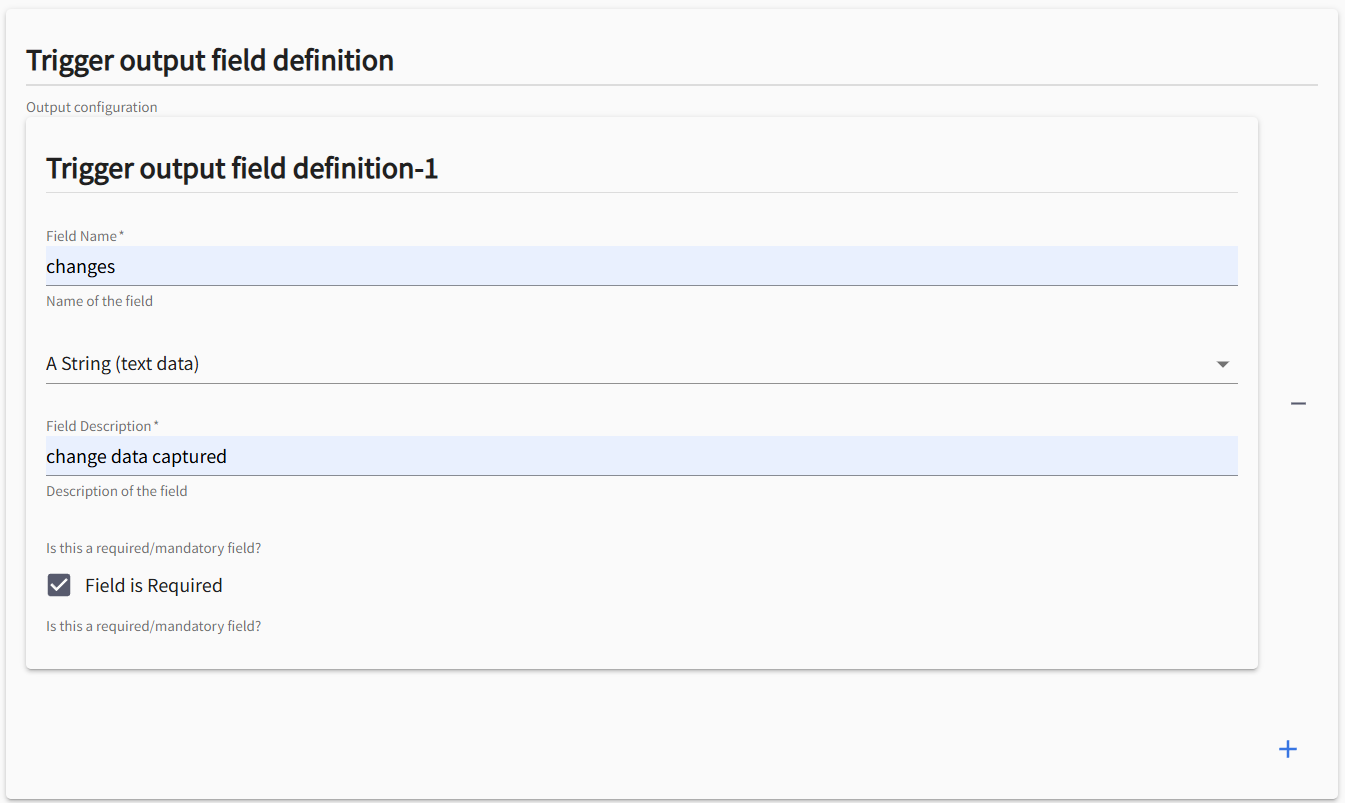 Trigger output field definition
Output configuration
Trigger output field definition-1
Field Name*
changes
Name of the field
A String (text data)
Field Description*
change data captured
Description of the field
Is this a required/mandatory field?
Field is Required
Is this a required/mandatory field?